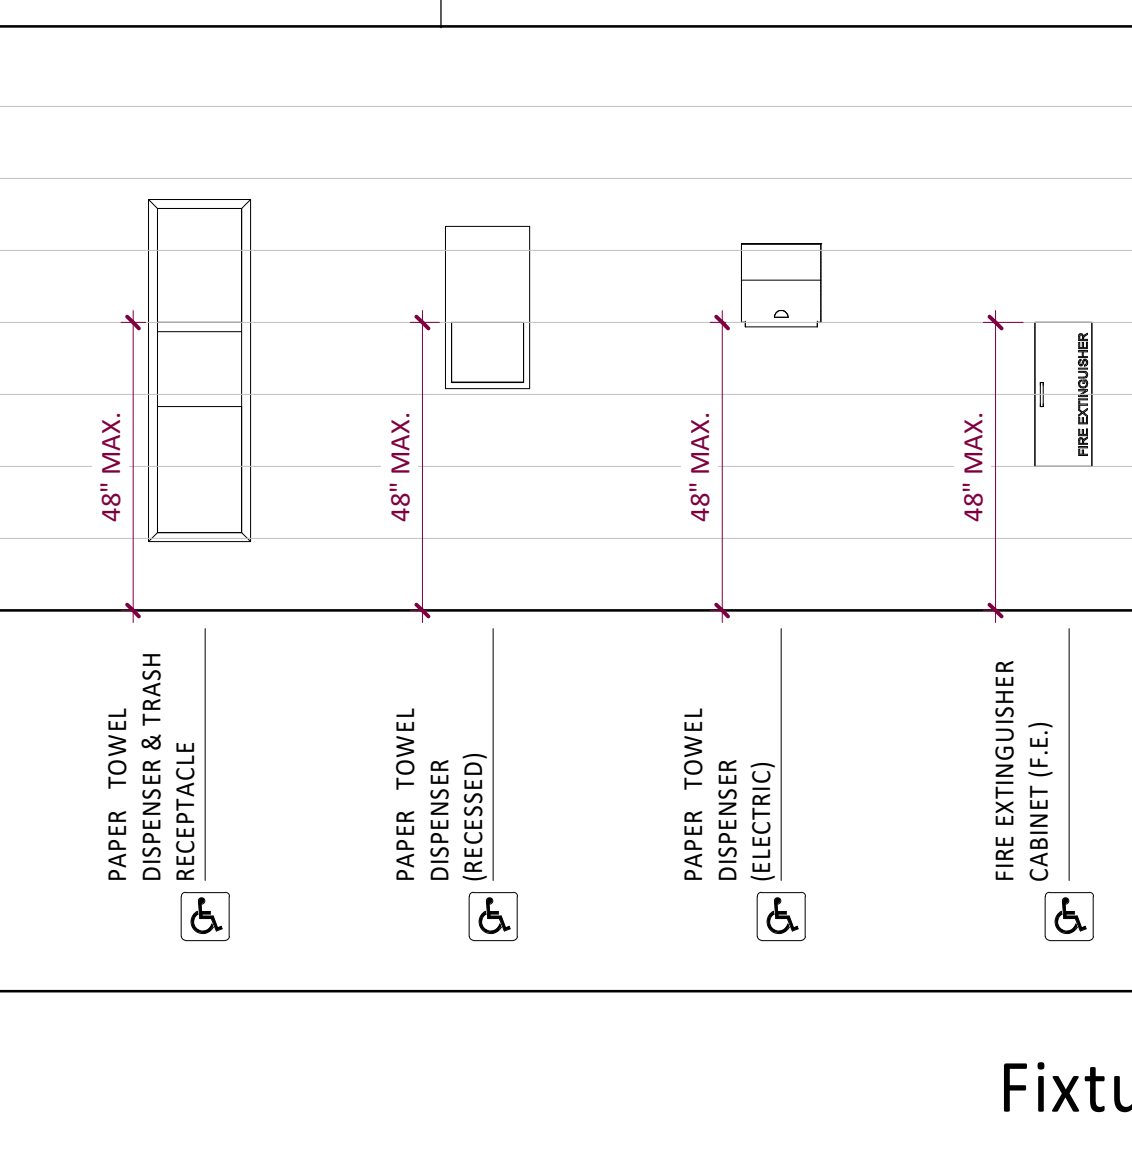 48" MAX.
48" MAX.
48" MAX.
48" MAX.
FIRE EXTINGUISHER
PAPER TOWEL
DISPENSER & TRASH
RECEPTACLE
PAPER TOWEL
DISPENSER
(RECESSED)
PAPER TOWEL
DISPENSER
(ELECTRIC)
FIRE EXTINGUISHER
CABINET (F.E.)
Fixtu